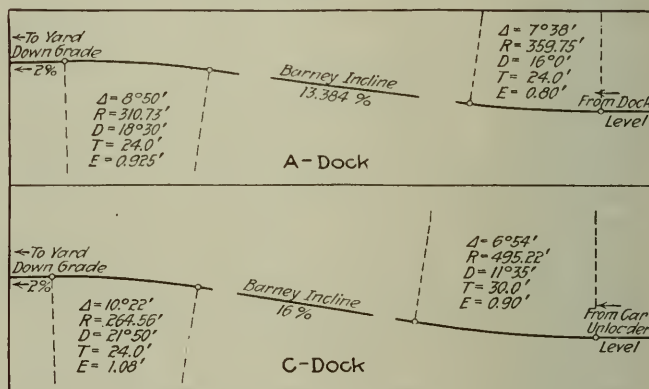 ←To Yard
Down Grade
←2%
Δ= 8°50'
R= 310.73'
D= 18°30'
T= 24.0'
E= 0.925'
Barney Incline
13.384 %
Δ= 7°38'
R= 359.75'
D= 16°0'
T= 24.0'
E= 0.80'
From Dock
Level
A-Dock
←To Yard
Down Grade
←2%
Δ= 10°22'
R= 264.56'
D= 21°50'
T= 24.0'
E= 1.08'
Barney Incline
16 %
Δ= 6°54'
R= 495.22'
D= 11°35'
T= 30.0'
E= 0.90'
From Car
Unloader
Level
C-Dock